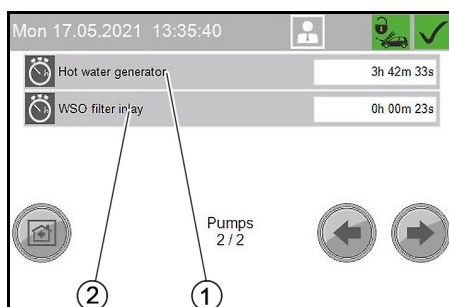 Mon 17.05.2021 13:35:40
Hot water generator 3h 42m 33s
WSO filter inlay 0h 00m 23s
Pumps
2 / 2
2 1